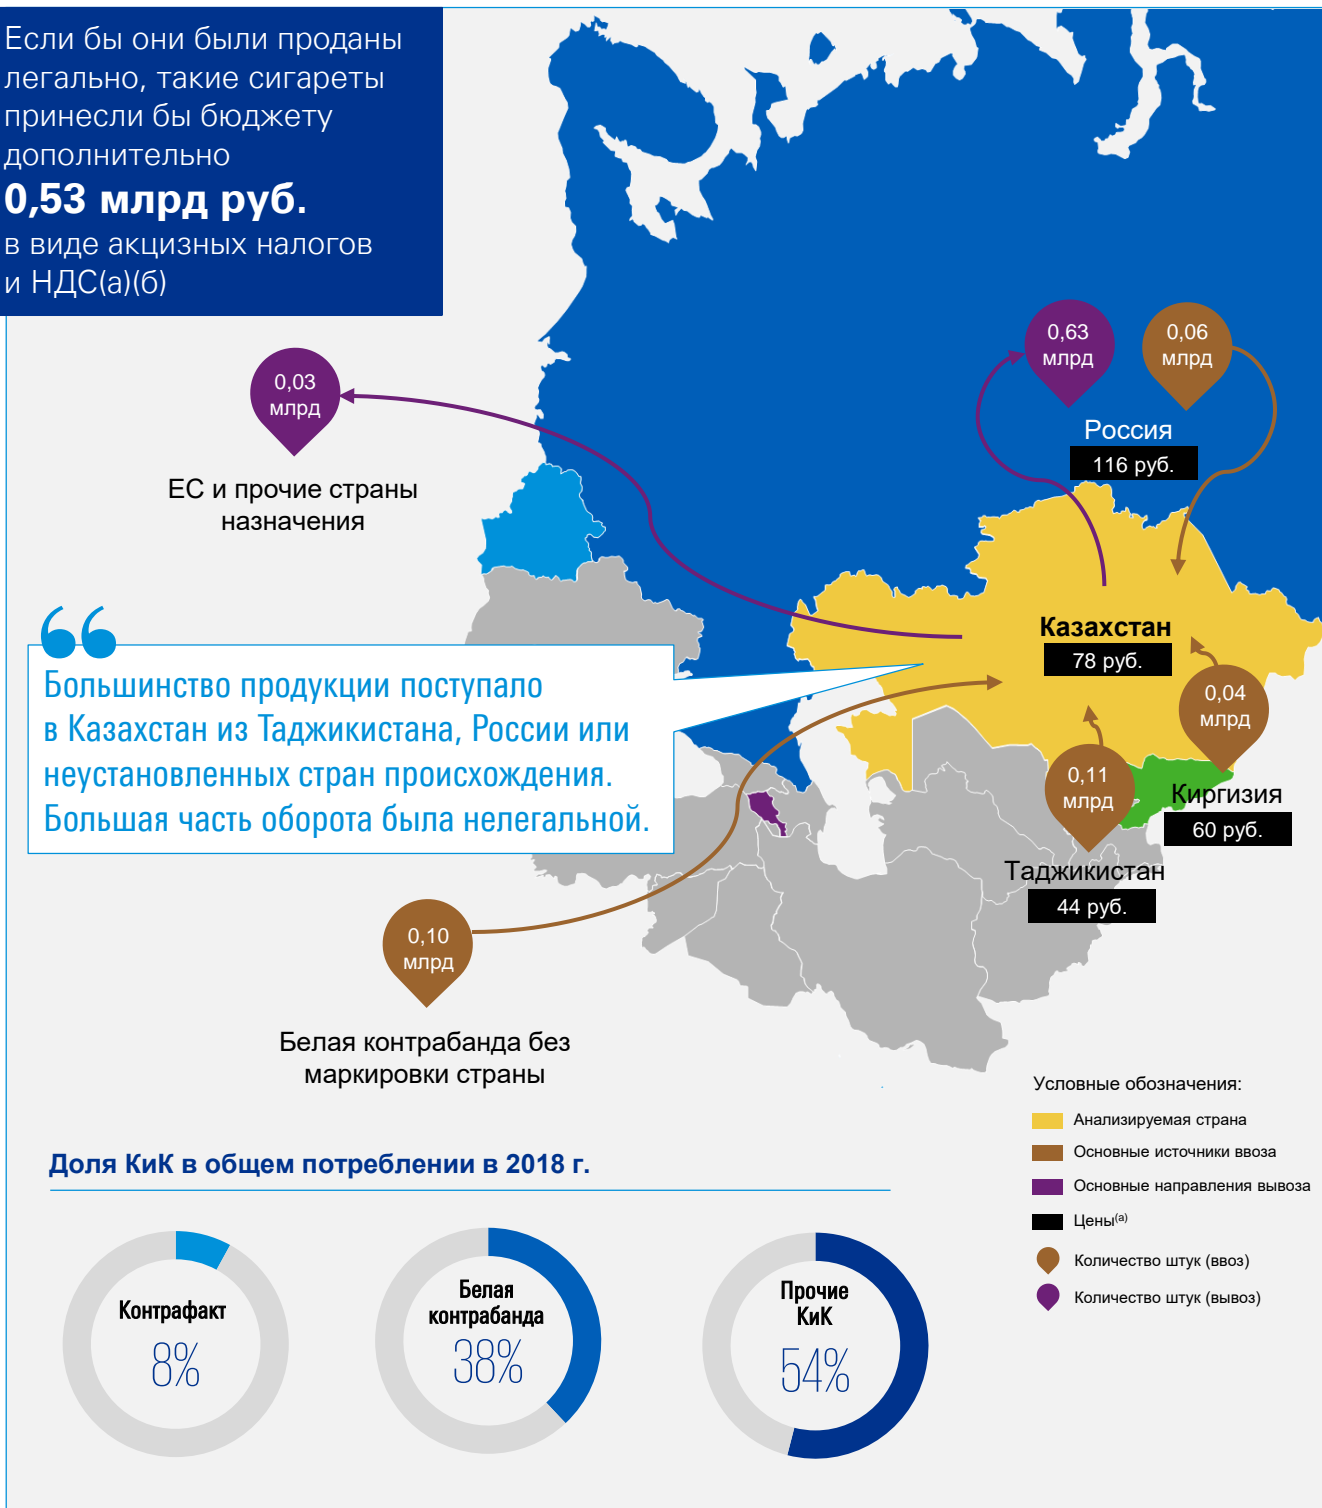 Если бы они были проданы
легально, такие сигареты
принесли бы бюджету
дополнительно
0,53 млрд руб.
в виде акцизных налогов
и НДС(а)(б)
0,03
млрд
ЕС и прочие страны
назначения
0,63
млрд
0,06
млрд
Россия
116 руб.
Казахстан
78 руб.
0,04
млрд
Киргизия
60 руб.
0,11
млрд
Таджикистан
44 руб.
Большинство продукции поступало
в Казахстан из Таджикистана, России или
неустановленных стран происхождения.
Большая часть оборота была нелегальной.
0,10
млрд
Белая контрабанда без
маркировки страны
Условные обозначения:
Анализируемая страна
Основные источники ввоза
Основные направления вывоза
Цены(а)
Количество штук (ввоз)
Количество штук (вывоз)
Доля КиК в общем потреблении в 2018 г.
Контрафакт
8%
Белая
контрабанда
38%
Прочие
КиК
54%